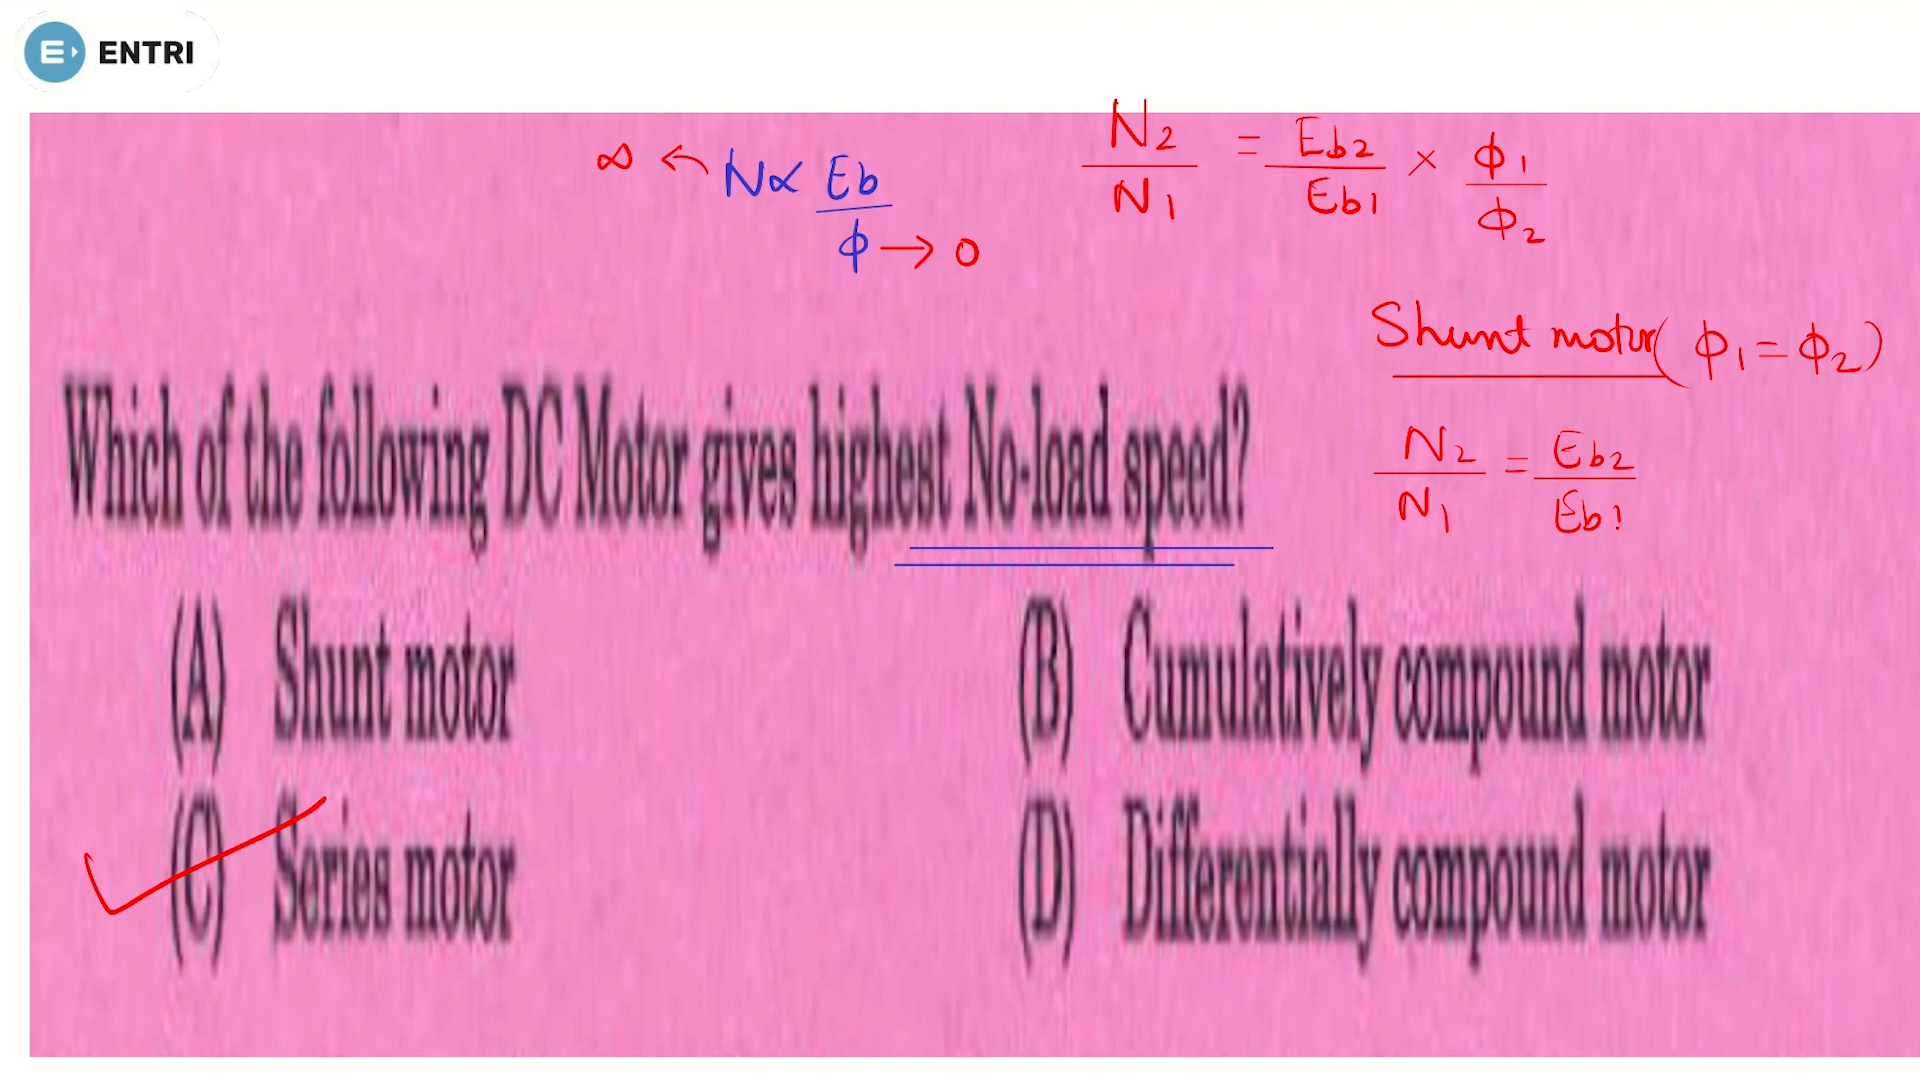 ENTRI
∞ ← N ∝ Eb / φ → 0
N2 / N1 = Eb2 / Eb1 × φ1 / φ2
Shunt motor (φ1 = φ2)
N2 / N1 = Eb2 / Eb1
Which of the following DC Motor gives highest No-load speed?
(A) Shunt motor
(B) Cumulatively compound motor
(C) Series motor
(D) Differentially compound motor